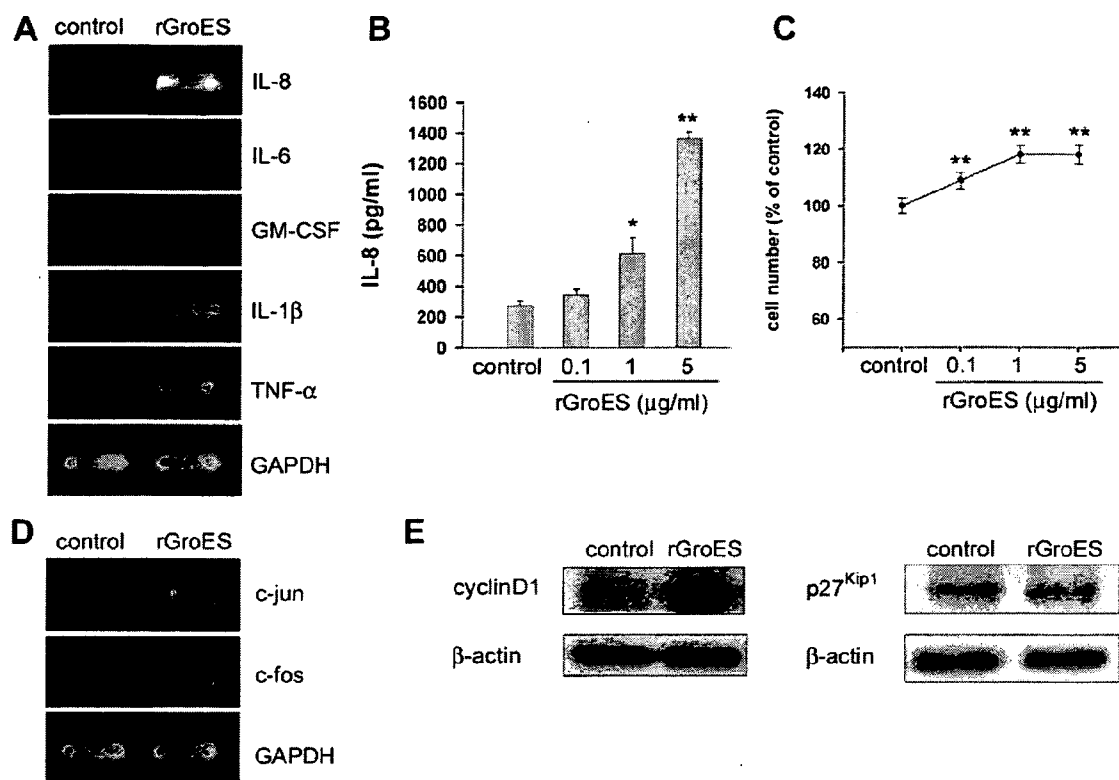 A
control rGroES
IL-8
IL-6
GM-CSF
IL-1β
TNF-α
GAPDH
B
IL-8 (pg/ml)
1600
1400
1200
1000
800
600
400
200
0
**
*
control 0.1 1 5
rGroES (μg/ml)
C
cell number (% of control)
140
120
100
80
60
** ** **
control 0.1 1 5
rGroES (μg/ml)
D
control rGroES
c-jun
c-fos
GAPDH
E
control rGroES
cyclinD1
β-actin
control rGroES
p27Kip1
β-actin